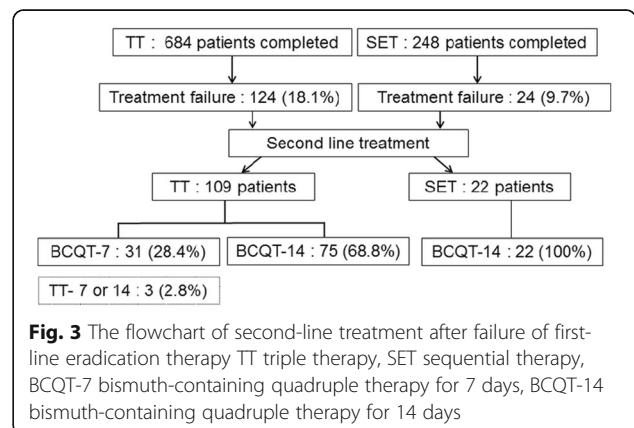 TT : 684 patients completed
SET : 248 patients completed
Treatment failure : 124 (18.1%)
Treatment failure : 24 (9.7%)
Second line treatment
TT : 109 patients
SET : 22 patients
BCQT-7 : 31 (28.4%)
BCQT-14 : 75 (68.8%)
BCQT-14 : 22 (100%)
TT- 7 or 14 : 3 (2.8%)
Fig. 3 The flowchart of second-line treatment after failure of first-
line eradication therapy TT triple therapy, SET sequential therapy,
BCQT-7 bismuth-containing quadruple therapy for 7 days, BCQT-14
bismuth-containing quadruple therapy for 14 days